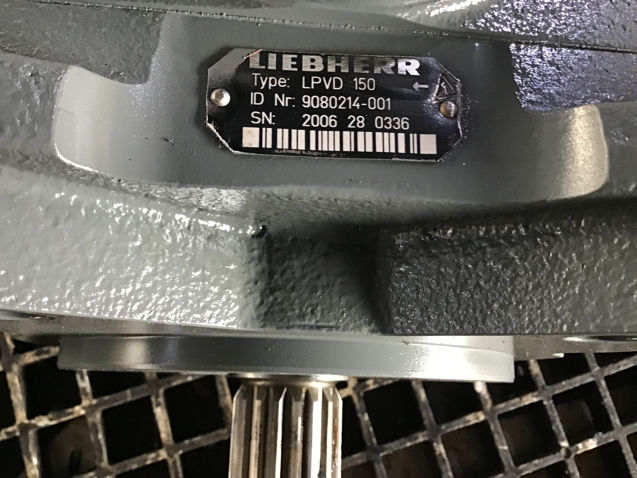 LIEBHERR
Type: LPVD 150 ←
ID Nr: 9080214-001
SN: 2006 28 0336